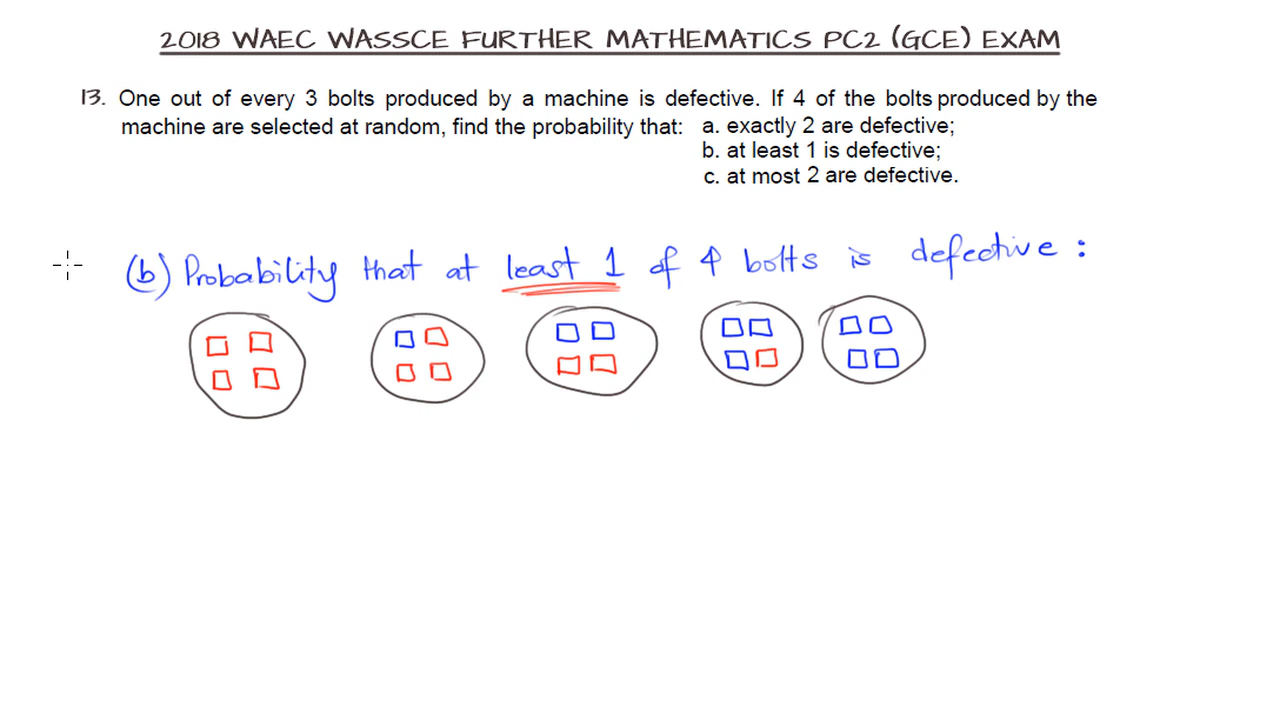 2018 WAEC WASSCE FURTHER MATHEMATICS PC2 (GCE) EXAM
13. One out of every 3 bolts produced by a machine is defective. If 4 of the bolts produced by the
machine are selected at random, find the probability that: a. exactly 2 are defective;
b. at least 1 is defective;
c. at most 2 are defective.
(b) Probability that at least 1 of 4 bolts is defective: